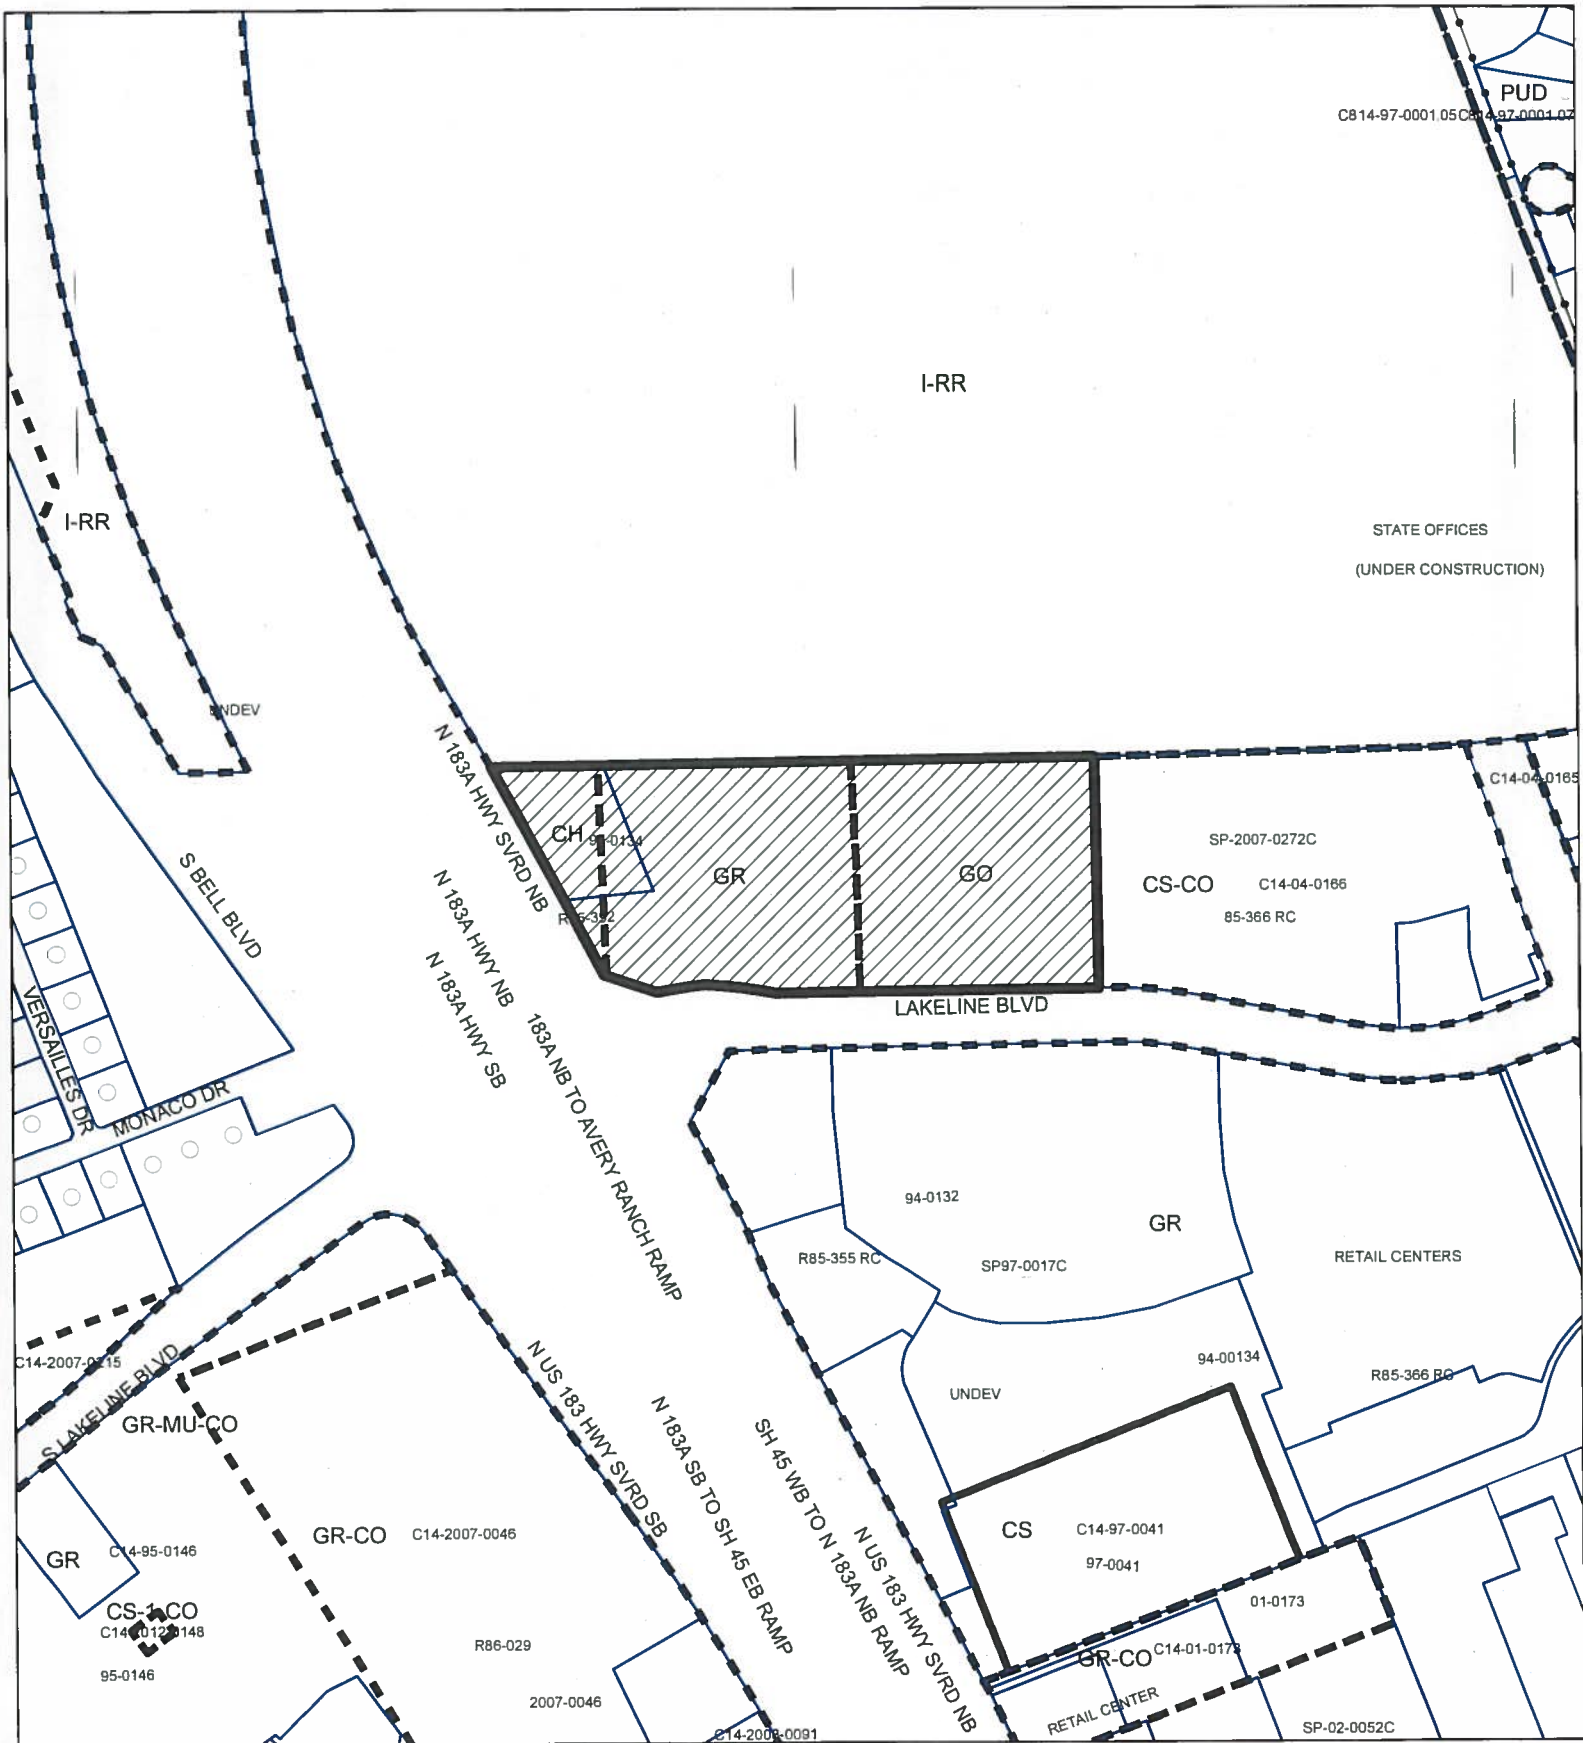 PUD
C814-97-0001.05
C814-97-0001.07
I-RR
I-RR
STATE OFFICES
(UNDER CONSTRUCTION)
UNDEV
N 183A HWY SVRD NB
C14-04-0165
CH
GR
GO
SP-2007-0272C
CS-CO
C14-04-0166
85-366 RC
S BELL BLVD
N 183A HWY NB
N 183A HWY SB
LAKELINE BLVD
VERSAILLES DR
MONACO DR
183A NB TO AVERY RANCH RAMP
94-0132
GR
R85-355 RC
SP97-0017C
RETAIL CENTERS
94-00134
R85-366 RC
UNDEV
C14-2007-0215
S LAKELINE BLVD
GR-MU-CO
N US 183 HWY SVRD SB
N 183A SB TO SH 45 EB RAMP
SH 45 WB TO N 183A NB RAMP
N US 183 HWY SVRD NB
GR-CO
C14-2007-0046
CS
C14-97-0041
97-0041
GR
C14-95-0146
CS-1-CO
95-0146
01-0173
R86-029
GR-CO
C14-01-0173
2007-0046
RETAIL CENTER
SP-02-0052C